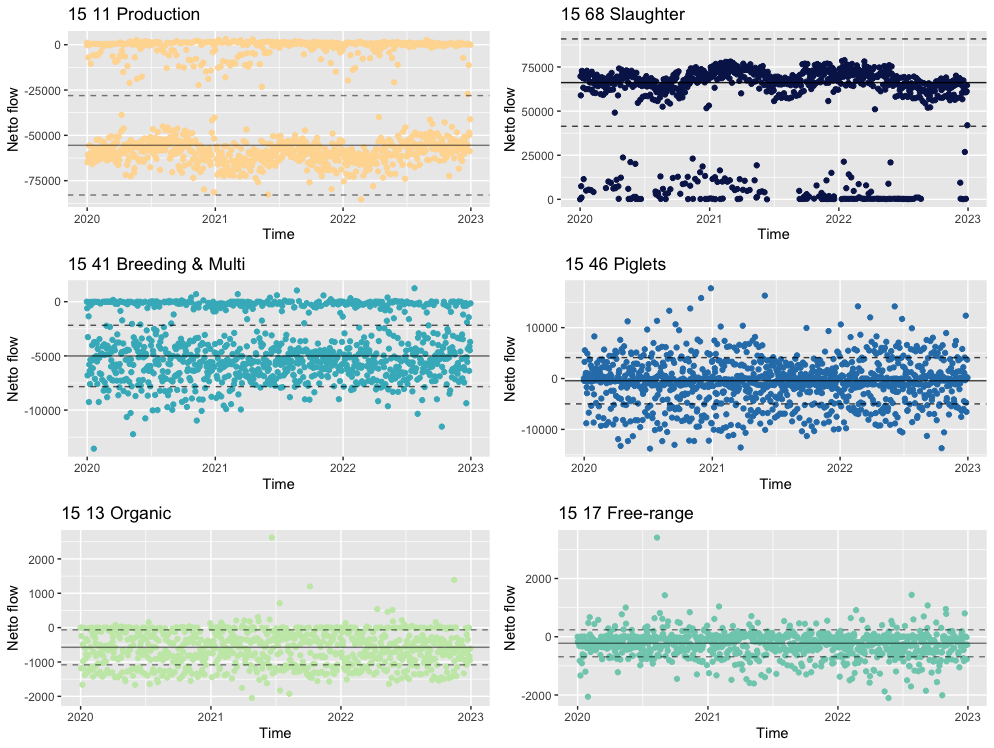 15 11 Production
Netto flow
0
-25000
-50000
-75000
2020
2021
2022
2023
Time
15 68 Slaughter
Netto flow
75000
50000
25000
0
2020
2021
2022
2023
Time
15 41 Breeding & Multi
Netto flow
0
-5000
-10000
2020
2021
2022
2023
Time
15 46 Piglets
Netto flow
10000
0
-10000
2020
2021
2022
2023
Time
15 13 Organic
Netto flow
2000
1000
0
-1000
-2000
2020
2021
2022
2023
Time
15 17 Free-range
Netto flow
2000
0
-2000
2020
2021
2022
2023
Time